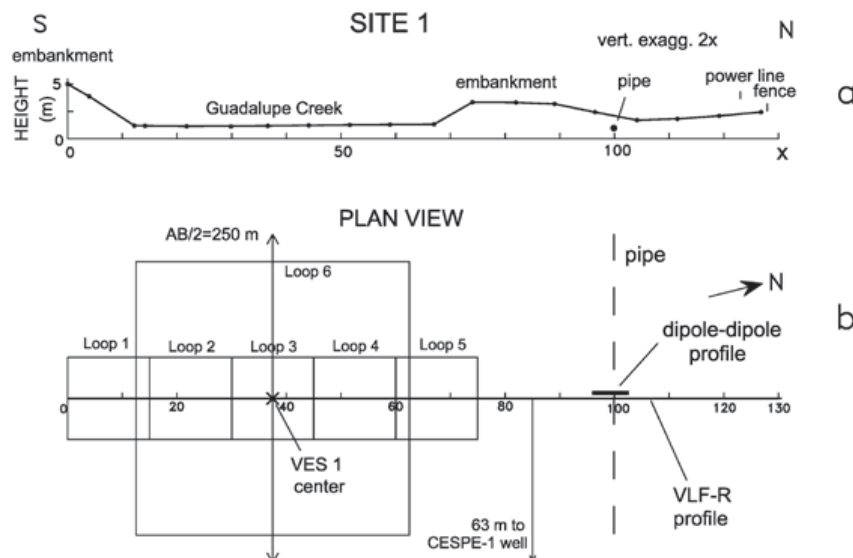 S
SITE 1
N
vert. exagg. 2x
embankment
embankment
power line
fence
pipe
a
5
HEIGHT
(m)
0
Guadalupe Creek
0
50
100
x
PLAN VIEW
AB/2=250 m
Loop 6
pipe
N
b
Loop 1
Loop 2
Loop 3
Loop 4
Loop 5
dipole-dipole
profile
0
20
40
60
80
100
120
130
VES 1
center
63 m to
CESPE-1 well
VLF-R
profile